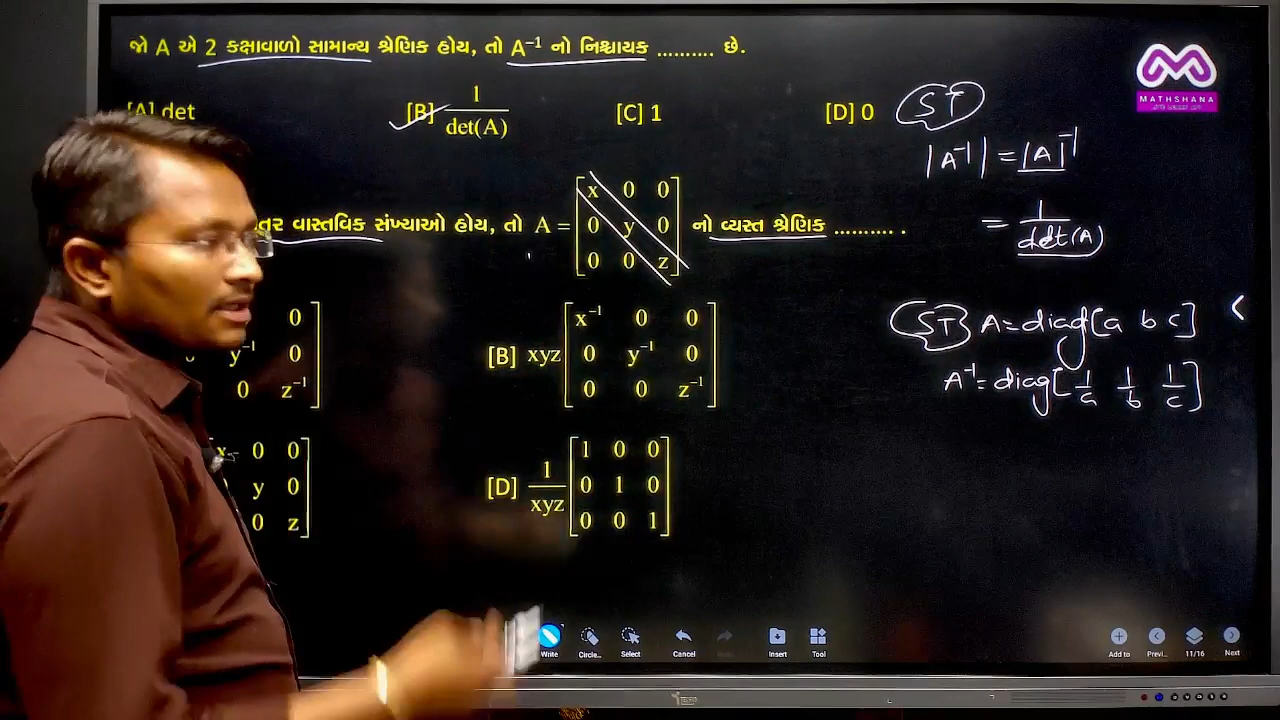 જો A એ 2 કક્ષાવાળો સામાન્ય શ્રેણિક હોય, તો A⁻¹ નો નિશ્ચાયક .......... છે.
[A] det [B] 1/det(A) [C] 1 [D] 0
MATHSHANA
ST
|A⁻¹| = |A|⁻¹
= 1/det(A)
વાસ્તવિક સંખ્યાઓ હોય, તો A = [x 0 0
0 y 0
0 0 z] નો વ્યસ્ત શ્રેણિક .......... .
ST A = diag[a b c]
A⁻¹ = diag[1/a 1/b 1/c]
0
y⁻¹ 0
0 z⁻¹]
[B] xyz [x⁻¹ 0 0
0 y⁻¹ 0
0 0 z⁻¹]
x 0 0
y 0
0 z]
[D] 1/xyz [1 0 0
0 1 0
0 0 1]
Write Circle... Select Cancel Insert Tool Add to Previ... 11/16 Next